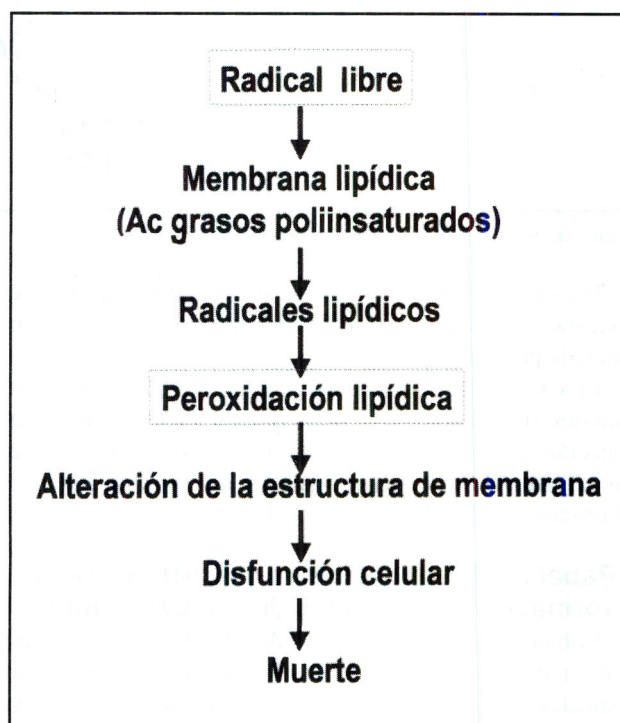 Radical libre
Membrana lipídica
(Ac grasos poliinsaturados)
Radicales lipídicos
Peroxidación lipídica
Alteración de la estructura de membrana
Disfunción celular
Muerte